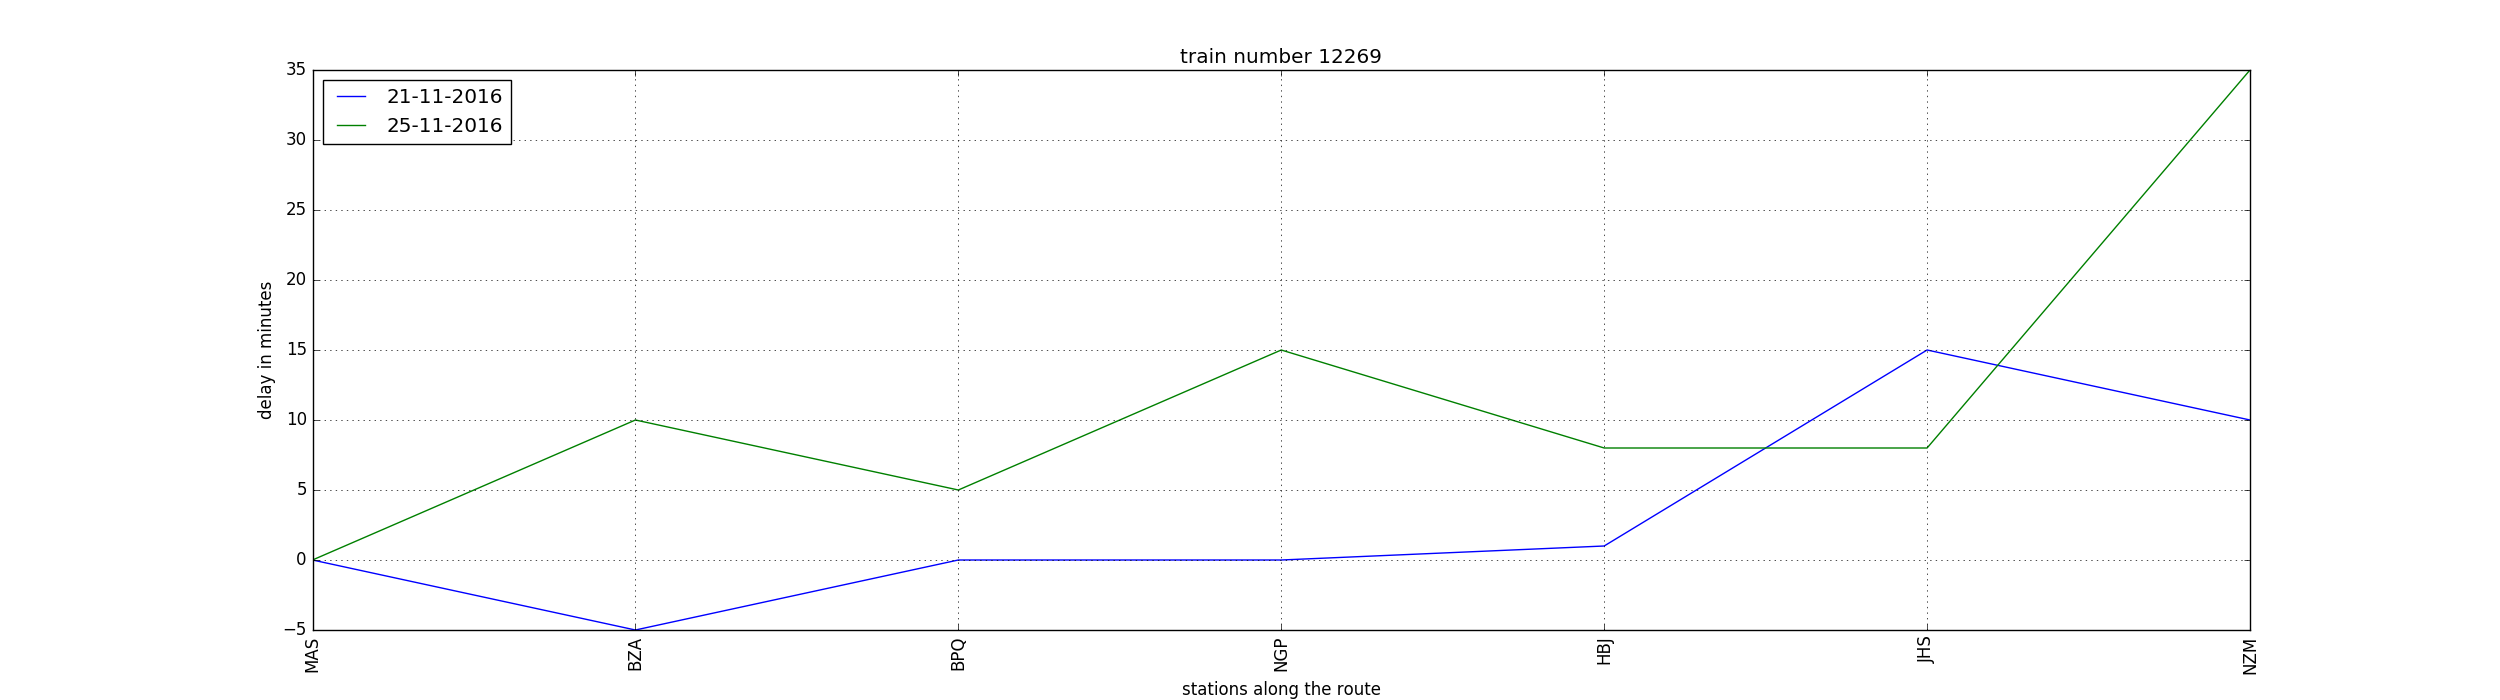 train number 12269
21-11-2016
25-11-2016
35
30
25
20
15
10
5
0
−5
delay in minutes
MAS BZA BPQ NGP HBJ JHS NZM
stations along the route